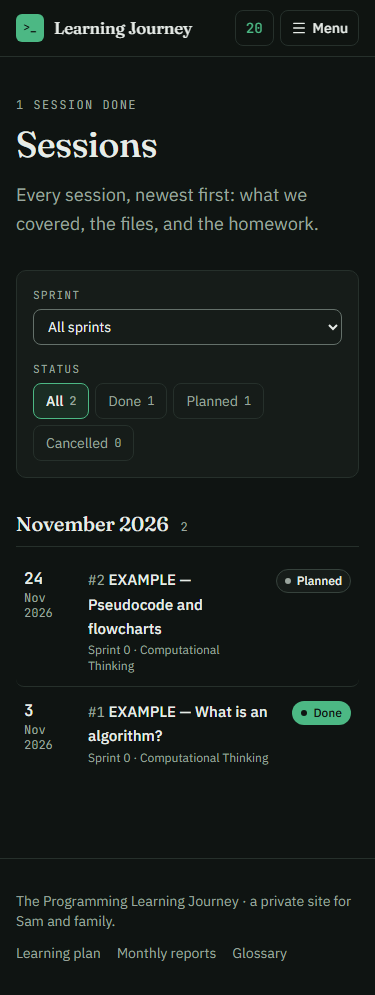 >_ Learning Journey 20 ☰ Menu
1 SESSION DONE
Sessions
Every session, newest first: what we
covered, the files, and the homework.
SPRINT
All sprints
STATUS
All 2 Done 1 Planned 1
Cancelled 0
November 2026 2
24 Nov 2026
#2 EXAMPLE —
Pseudocode and
flowcharts
Sprint 0 · Computational
Thinking
Planned
3 Nov 2026
#1 EXAMPLE — What is an
algorithm?
Sprint 0 · Computational Thinking
Done
The Programming Learning Journey · a private site for
Sam and family.
Learning plan Monthly reports Glossary